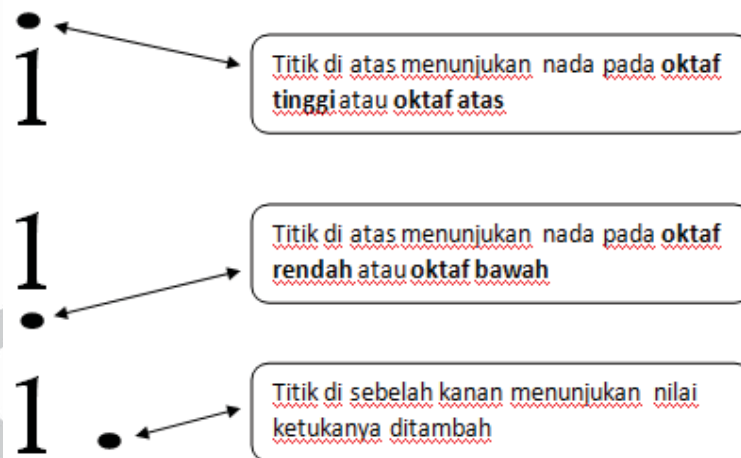 1
Titik di atas menunjukan nada pada oktaf
tinggi atau oktaf atas
1
Titik di atas menunjukan nada pada oktaf
rendah atau oktaf bawah
1 .
Titik di sebelah kanan menunjukan nilai
ketukanya ditambah